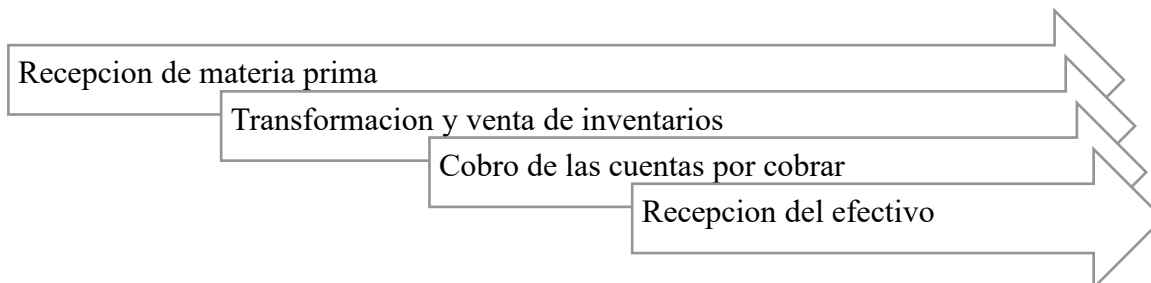 Recepcion de materia prima
Transformacion y venta de inventarios
Cobro de las cuentas por cobrar
Recepcion del efectivo